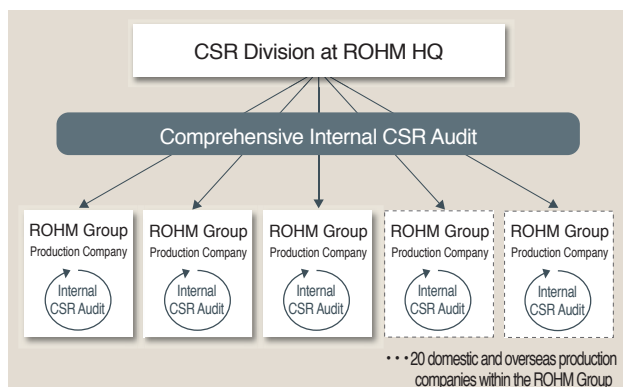 CSR Division at ROHM HQ
Comprehensive Internal CSR Audit
ROHM Group
Production Company
Internal
CSR Audit
ROHM Group
Production Company
Internal
CSR Audit
ROHM Group
Production Company
Internal
CSR Audit
ROHM Group
Production Company
Internal
CSR Audit
ROHM Group
Production Company
Internal
CSR Audit
･･･20 domestic and overseas production
companies within the ROHM Group